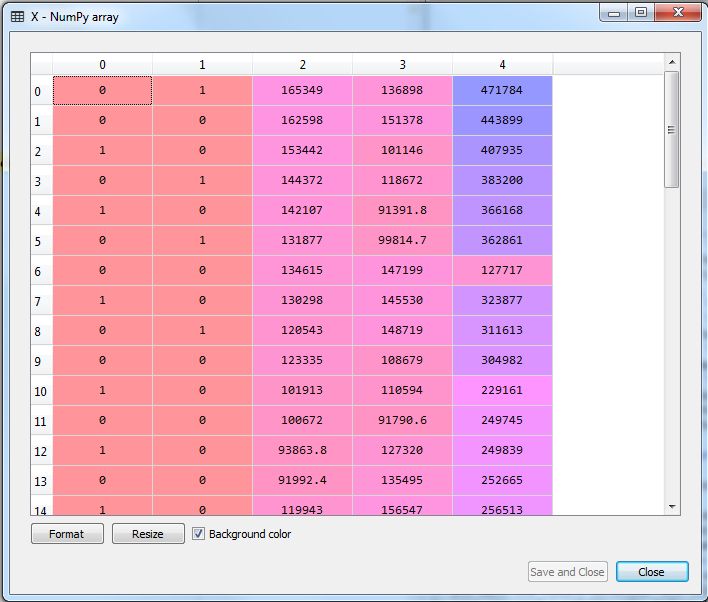 X - NumPy array
0 1 2 3 4
0 0 1 165349 136898 471784
1 0 0 162598 151378 443899
2 1 0 153442 101146 407935
3 0 1 144372 118672 383200
4 1 0 142107 91391.8 366168
5 0 1 131877 99814.7 362861
6 0 0 134615 147199 127717
7 1 0 130298 145530 323877
8 0 1 120543 148719 311613
9 0 0 123335 108679 304982
10 1 0 101913 110594 229161
11 0 0 100672 91790.6 249745
12 1 0 93863.8 127320 249839
13 0 0 91992.4 135495 252665
14 1 0 119943 156547 256513
Format Resize Background color
Save and Close Close